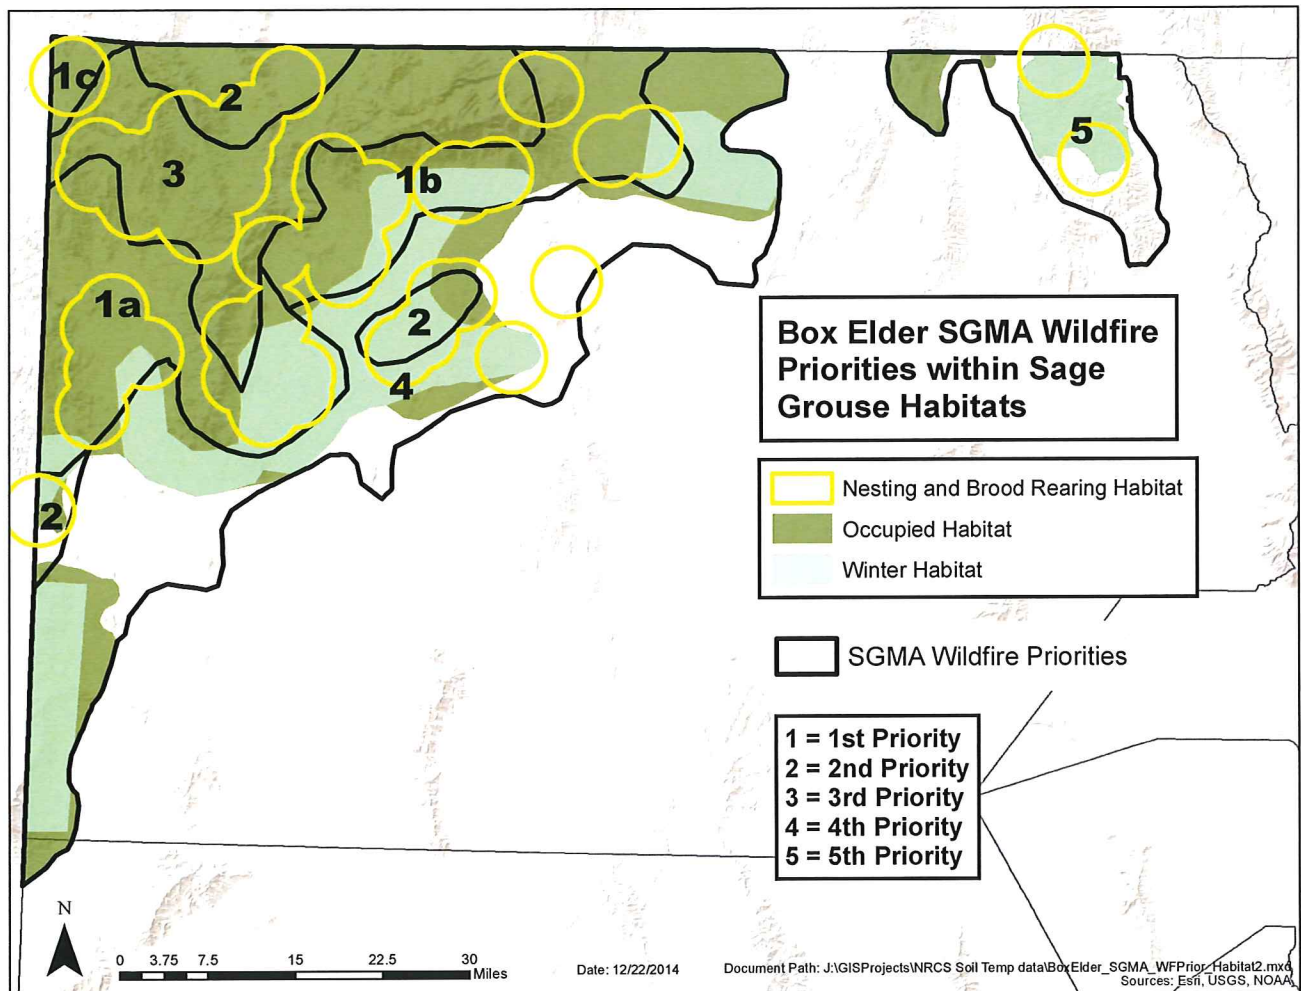 1c
2
3
1b
5
1a
2
4
2
Box Elder SGMA Wildfire
Priorities within Sage
Grouse Habitats
Nesting and Brood Rearing Habitat
Occupied Habitat
Winter Habitat
SGMA Wildfire Priorities
1 = 1st Priority
2 = 2nd Priority
3 = 3rd Priority
4 = 4th Priority
5 = 5th Priority
N
0 3.75 7.5 15 22.5 30
Miles
Date: 12/22/2014
Document Path: J:\GISProjects\NRCS Soil Temp data\BoxElder_SGMA_WFPrior_Habitat2.mxd
Sources: Esri, USGS, NOAA